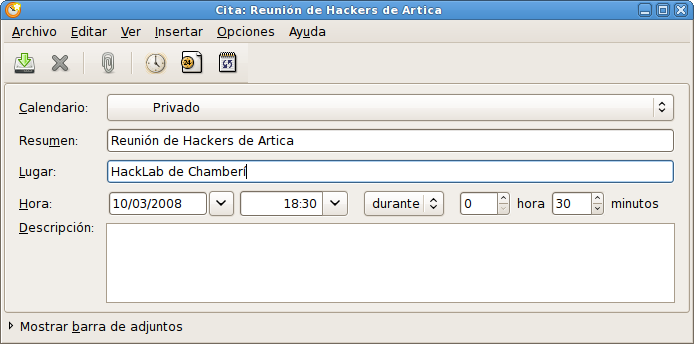 Cita: Reunión de Hackers de Artica
Archivo Editar Ver Insertar Opciones Ayuda
24
Calendario: Privado
Resumen: Reunión de Hackers de Artica
Lugar: HackLab de Chamberí
Hora: 10/03/2008 18:30 durante 0 hora 30 minutos
Descripción:
Mostrar barra de adjuntos